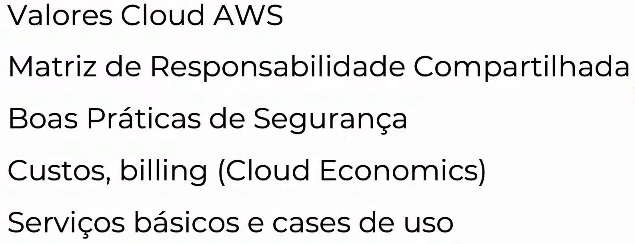 Valores Cloud AWS
Matriz de Responsabilidade Compartilhada
Boas Práticas de Segurança
Custos, billing (Cloud Economics)
Serviços básicos e cases de uso